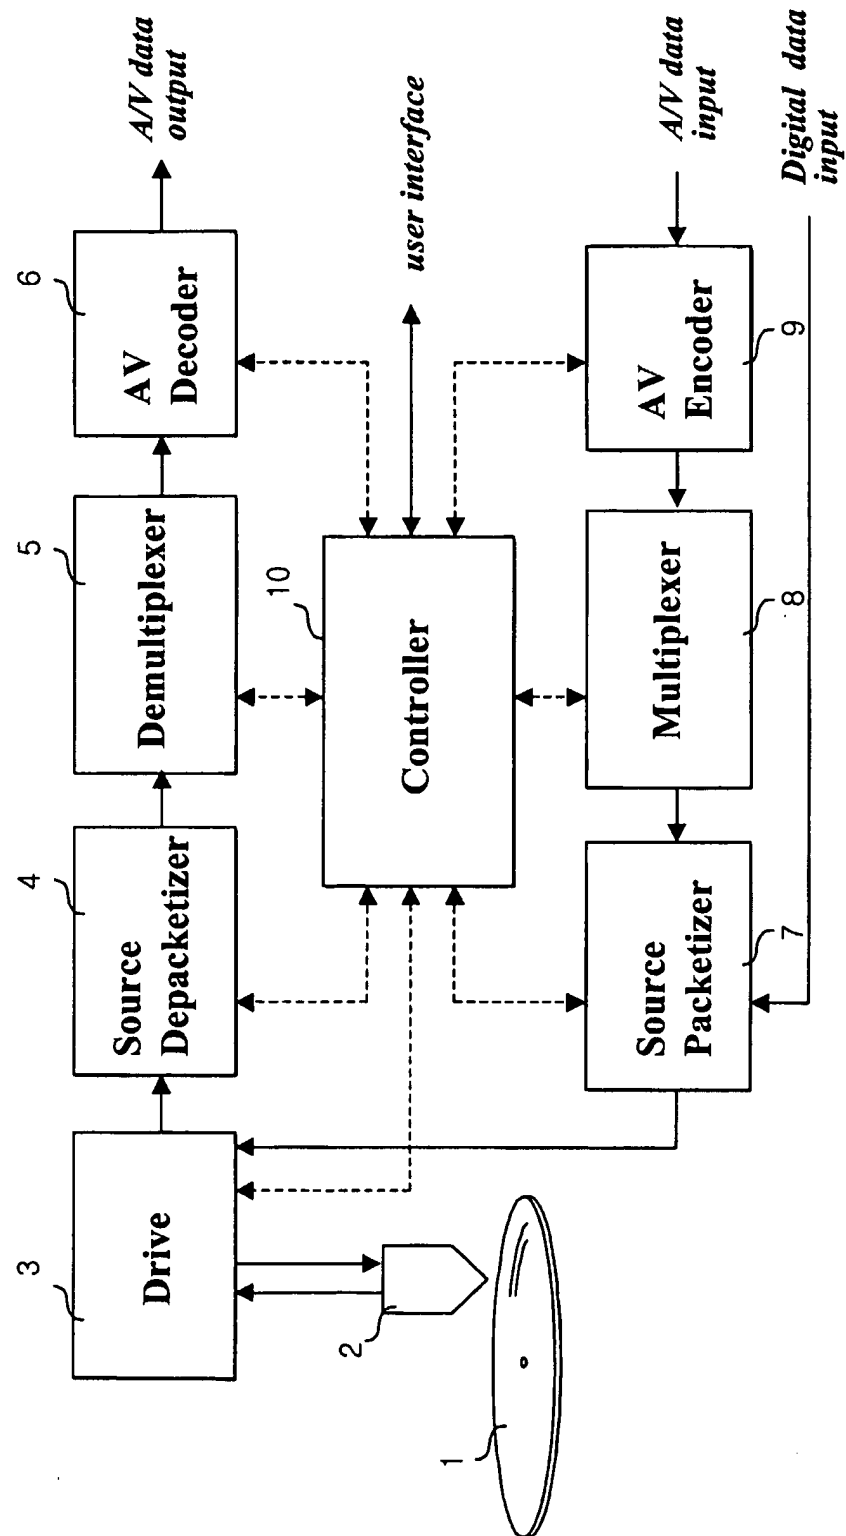 3
4
5
6
Drive
Source
Depacketizer
Demultiplexer
AV
Decoder
A/V data
output
2
10
Controller
user interface
1
Source
Packetizer
Multiplexer
AV
Encoder
A/V data
input
7
8
9
Digital data
input